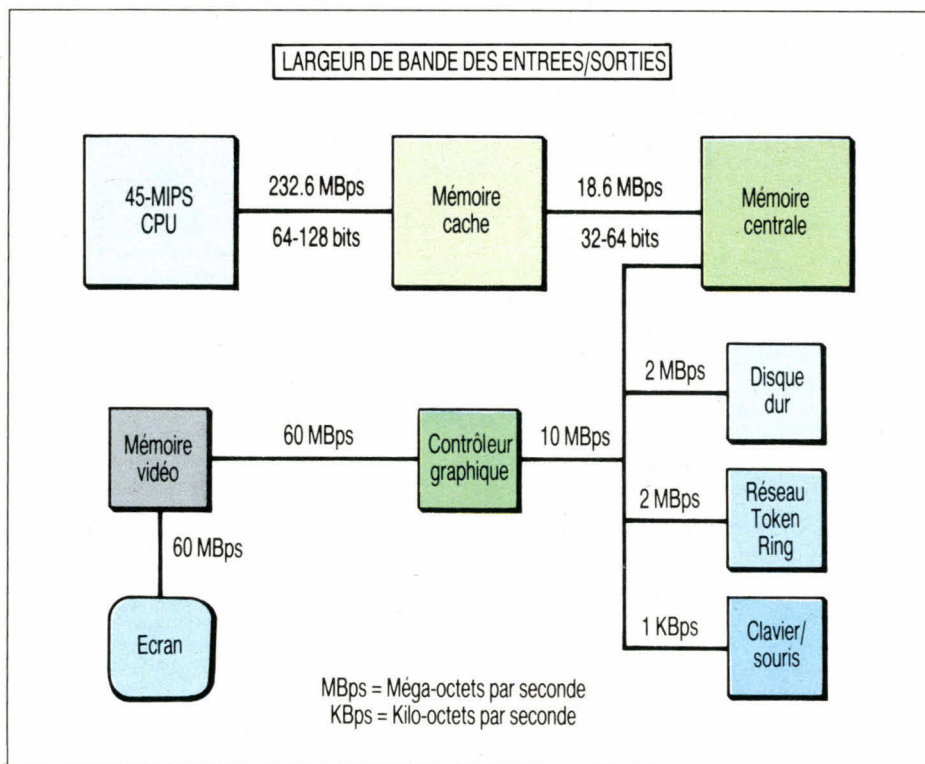 LARGEUR DE BANDE DES ENTREES/SORTIES
45-MIPS
CPU
232.6 MBps
64-128 bits
Mémoire
cache
18.6 MBps
32-64 bits
Mémoire
centrale
2 MBps
Disque
dur
Mémoire
vidéo
60 MBps
Contrôleur
graphique
10 MBps
2 MBps
Réseau
Token
Ring
60 MBps
Ecran
1 KBps
Clavier/
souris
MBps = Méga-octets par seconde
KBps = Kilo-octets par seconde